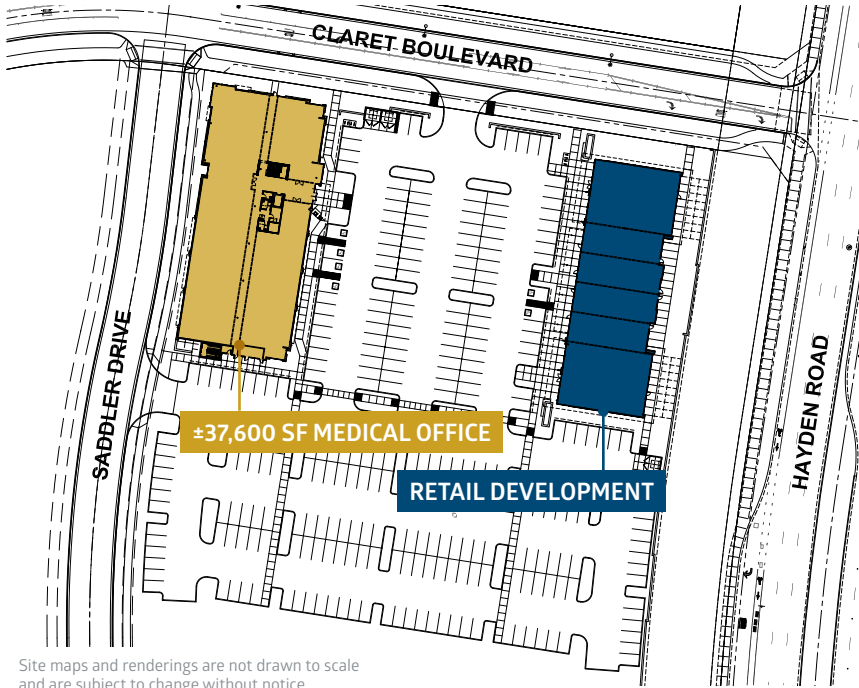 CLARET BOULEVARD
SADDLER DRIVE
HAYDEN ROAD
±37,600 SF MEDICAL OFFICE
RETAIL DEVELOPMENT
Site maps and renderings are not drawn to scale
and are subject to change without notice